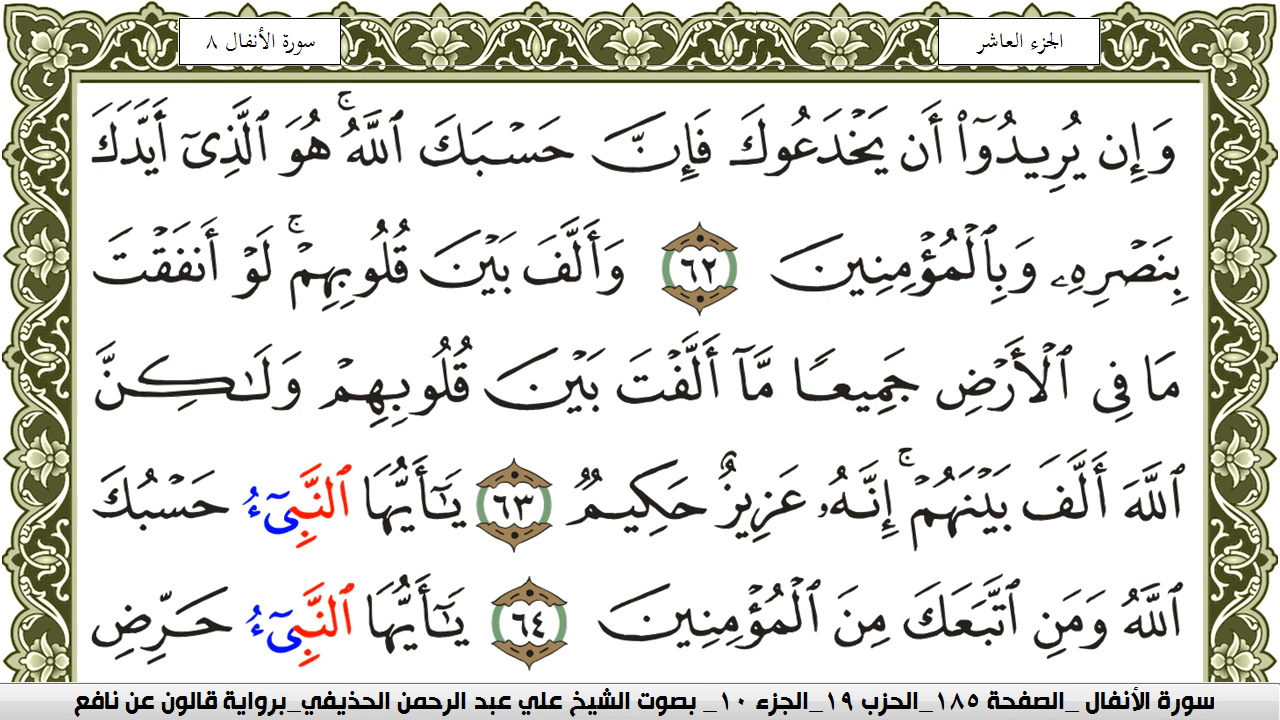 الجزء العاشر
سورة الأنفال ٨
وَإِن يُرِيدُوٓا۟ أَن يَخْدَعُوكَ فَإِنَّ حَسْبَكَ ٱللَّهُ ۚ هُوَ ٱلَّذِىٓ أَيَّدَكَ
بِنَصْرِهِۦ وَبِٱلْمُؤْمِنِينَ ٦٢ وَأَلَّفَ بَيْنَ قُلُوبِهِمْ ۚ لَوْ أَنفَقْتَ
مَا فِى ٱلْأَرْضِ جَمِيعًا مَّآ أَلَّفْتَ بَيْنَ قُلُوبِهِمْ وَلَـٰكِنَّ
ٱللَّهَ أَلَّفَ بَيْنَهُمْ ۚ إِنَّهُۥ عَزِيزٌ حَكِيمٌ ٦٣ يَـٰٓأَيُّهَا ٱلنَّبِىٓءُ حَسْبُكَ
ٱللَّهُ وَمَنِ ٱتَّبَعَكَ مِنَ ٱلْمُؤْمِنِينَ ٦٤ يَـٰٓأَيُّهَا ٱلنَّبِىٓءُ حَرِّضِ
سورة الأنفال _الصفحة ١٨٥_الحزب ١٩_الجزء ١٠_ بصوت الشيخ علي عبد الرحمن الحذيفي_برواية قالون عن نافع